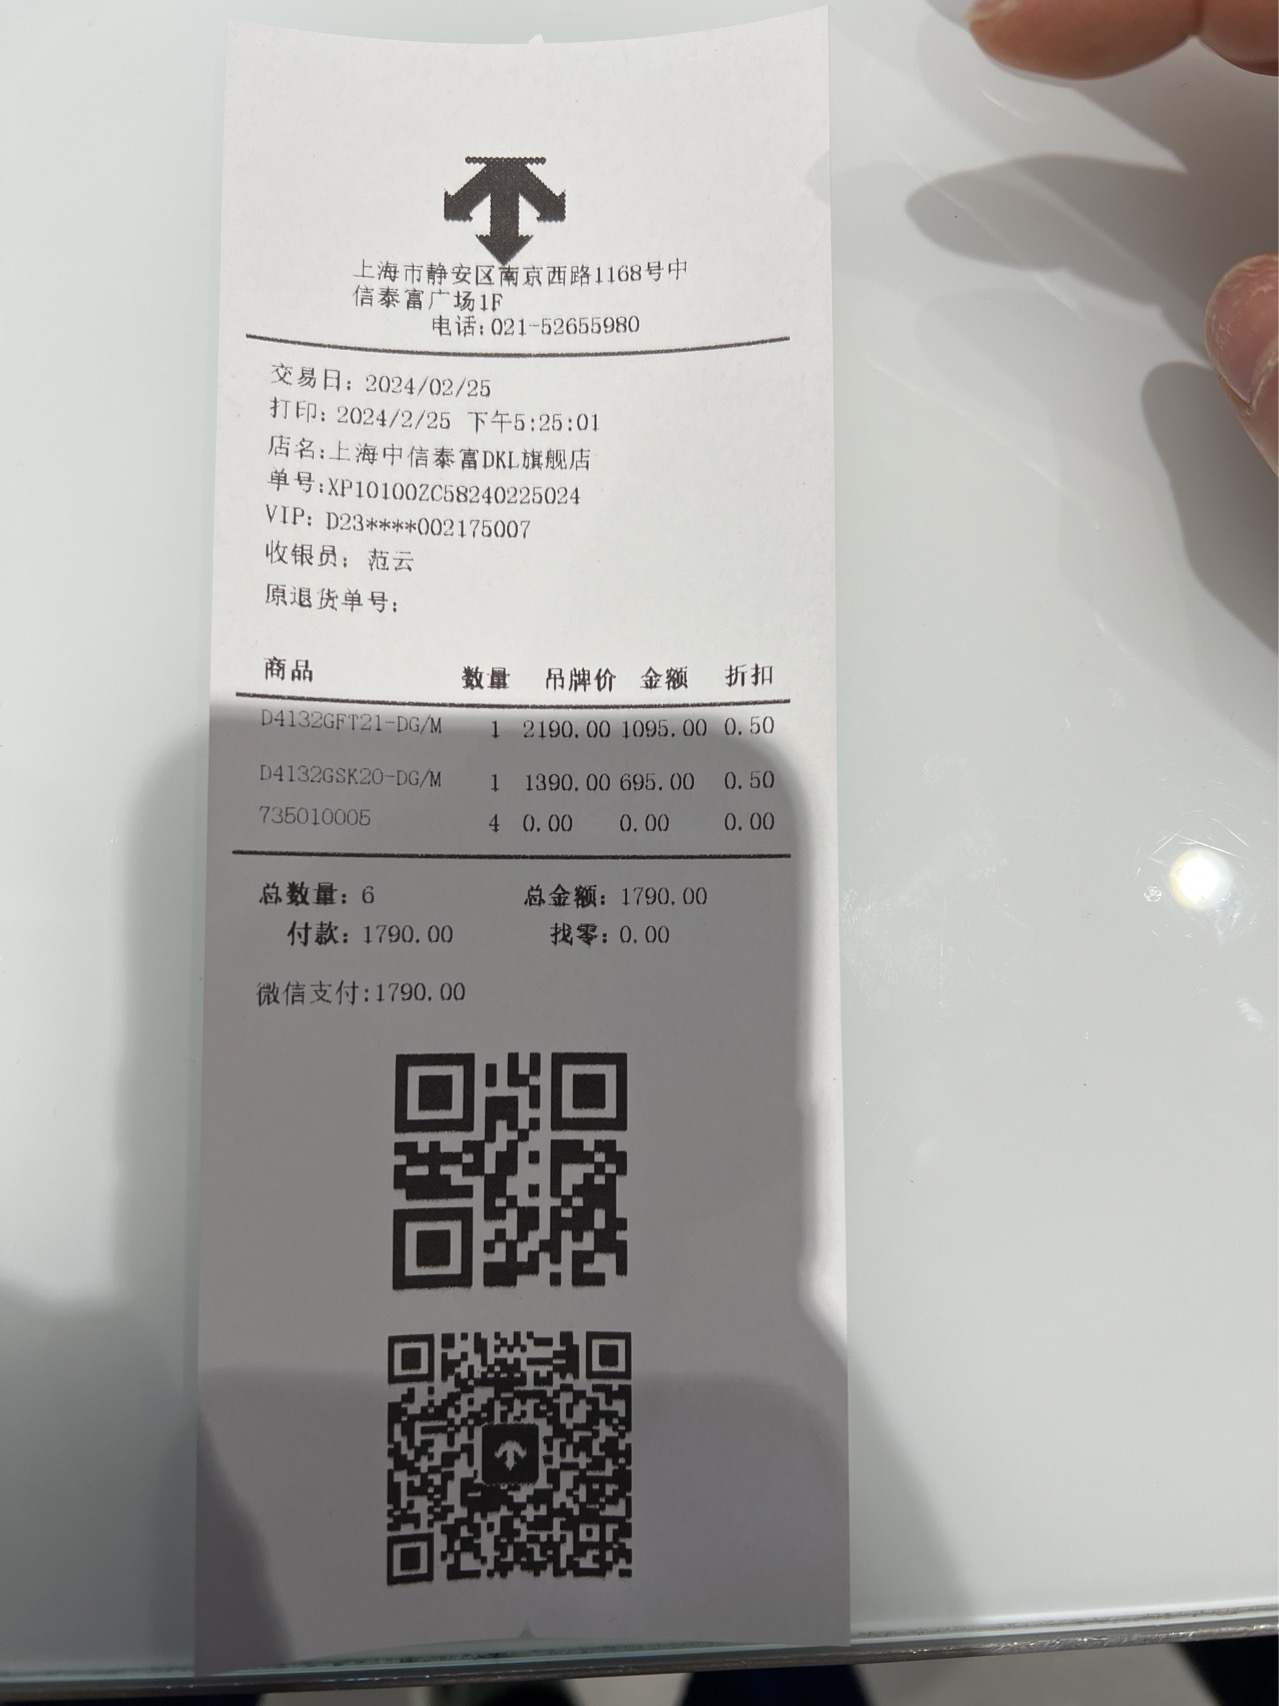 上海市静安区南京西路1168号中
信泰富广场1F
电话:021-52655980
交易日: 2024/02/25
打印: 2024/2/25 下午5:25:01
店名:上海中信泰富DKL旗舰店
单号:XP10100ZC58240225024
VIP: D23****002175007
收银员: 范云
原退货单号:
商品 数量 吊牌价 金额 折扣
D4132GFT21-DG/M 1 2190.00 1095.00 0.50
D4132GSK20-DG/M 1 1390.00 695.00 0.50
735010005 4 0.00 0.00 0.00
总数量: 6 总金额: 1790.00
付款: 1790.00 找零: 0.00
微信支付:1790.00